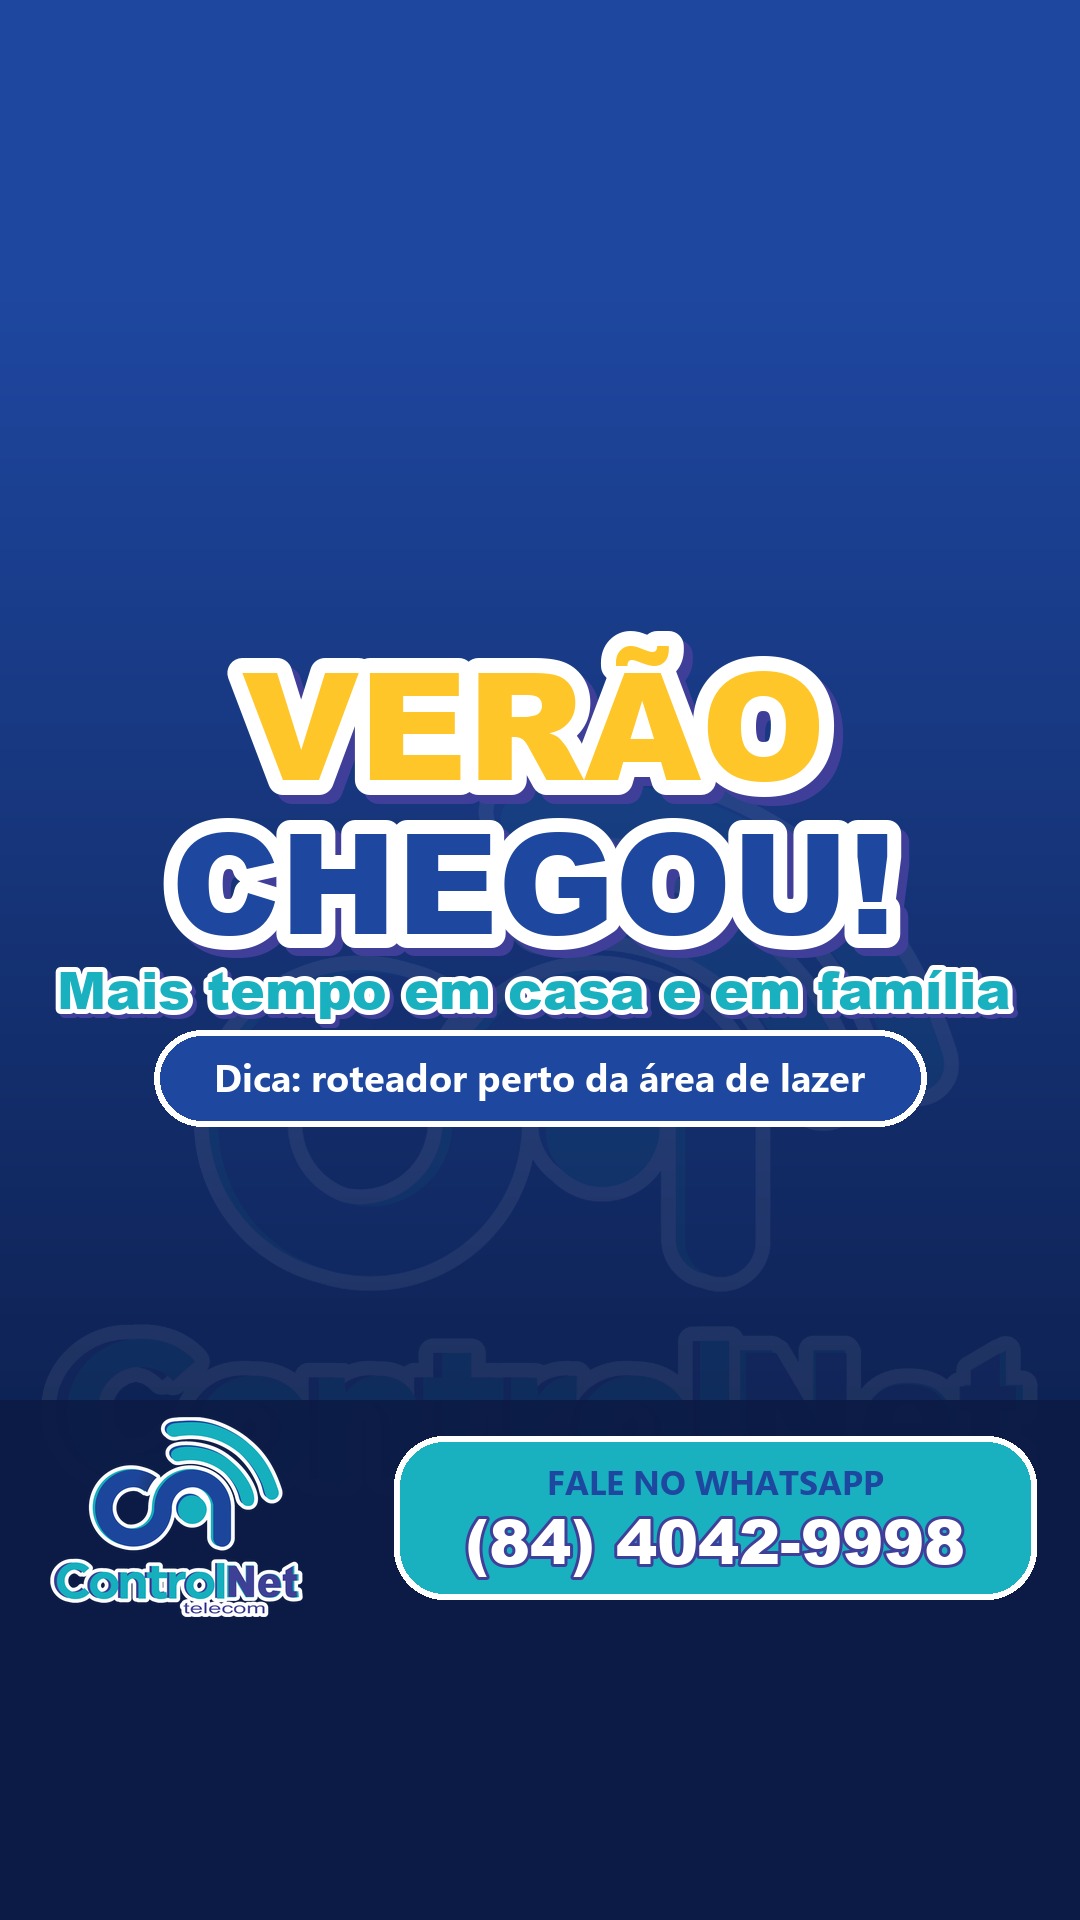 VERÃO
CHEGOU!
Mais tempo em casa e em família
Dica: roteador perto da área de lazer
ControlNet
FALE NO WHATSAPP
(84) 4042-9998
ControlNet
telecom